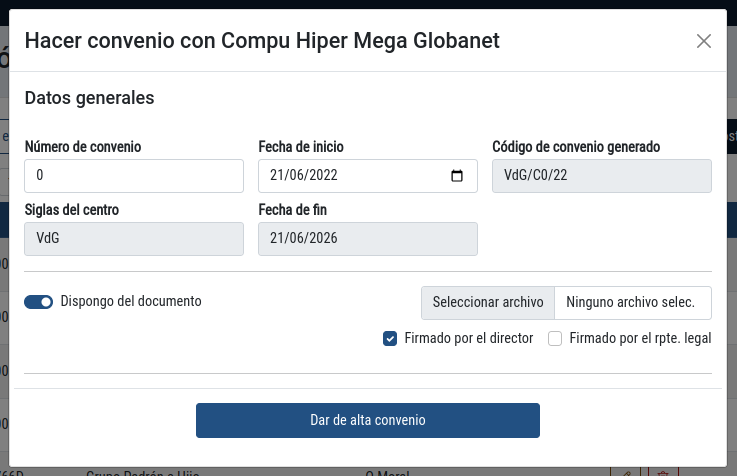 Hacer convenio con Compu Hiper Mega Globanet
Datos generales
Número de convenio
Fecha de inicio
Código de convenio generado
0
21/06/2022
VdG/C0/22
Siglas del centro
Fecha de fin
VdG
21/06/2026
Dispongo del documento
Seleccionar archivo
Ninguno archivo selec.
Firmado por el director
Firmado por el rpte. legal
Dar de alta convenio